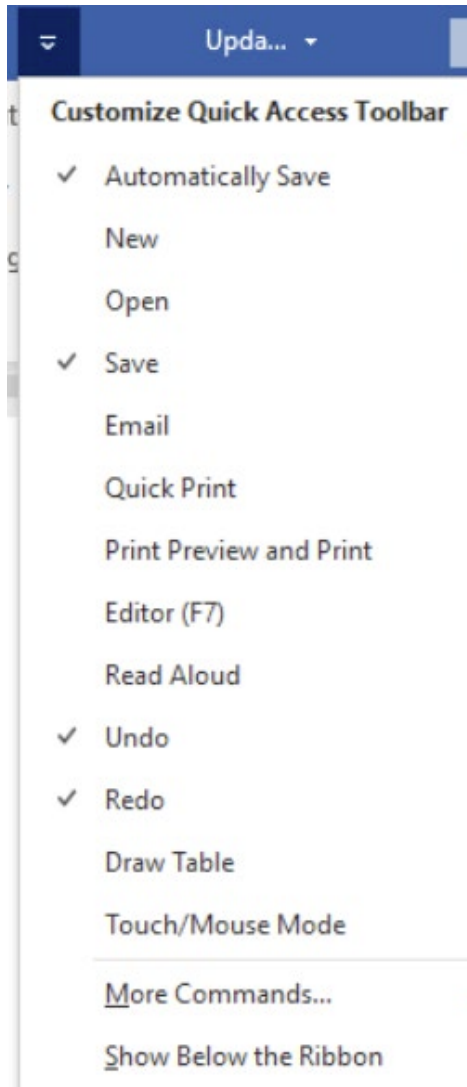 Upda...
Customize Quick Access Toolbar
Automatically Save
New
Open
Save
Email
Quick Print
Print Preview and Print
Editor (F7)
Read Aloud
Undo
Redo
Draw Table
Touch/Mouse Mode
More Commands...
Show Below the Ribbon